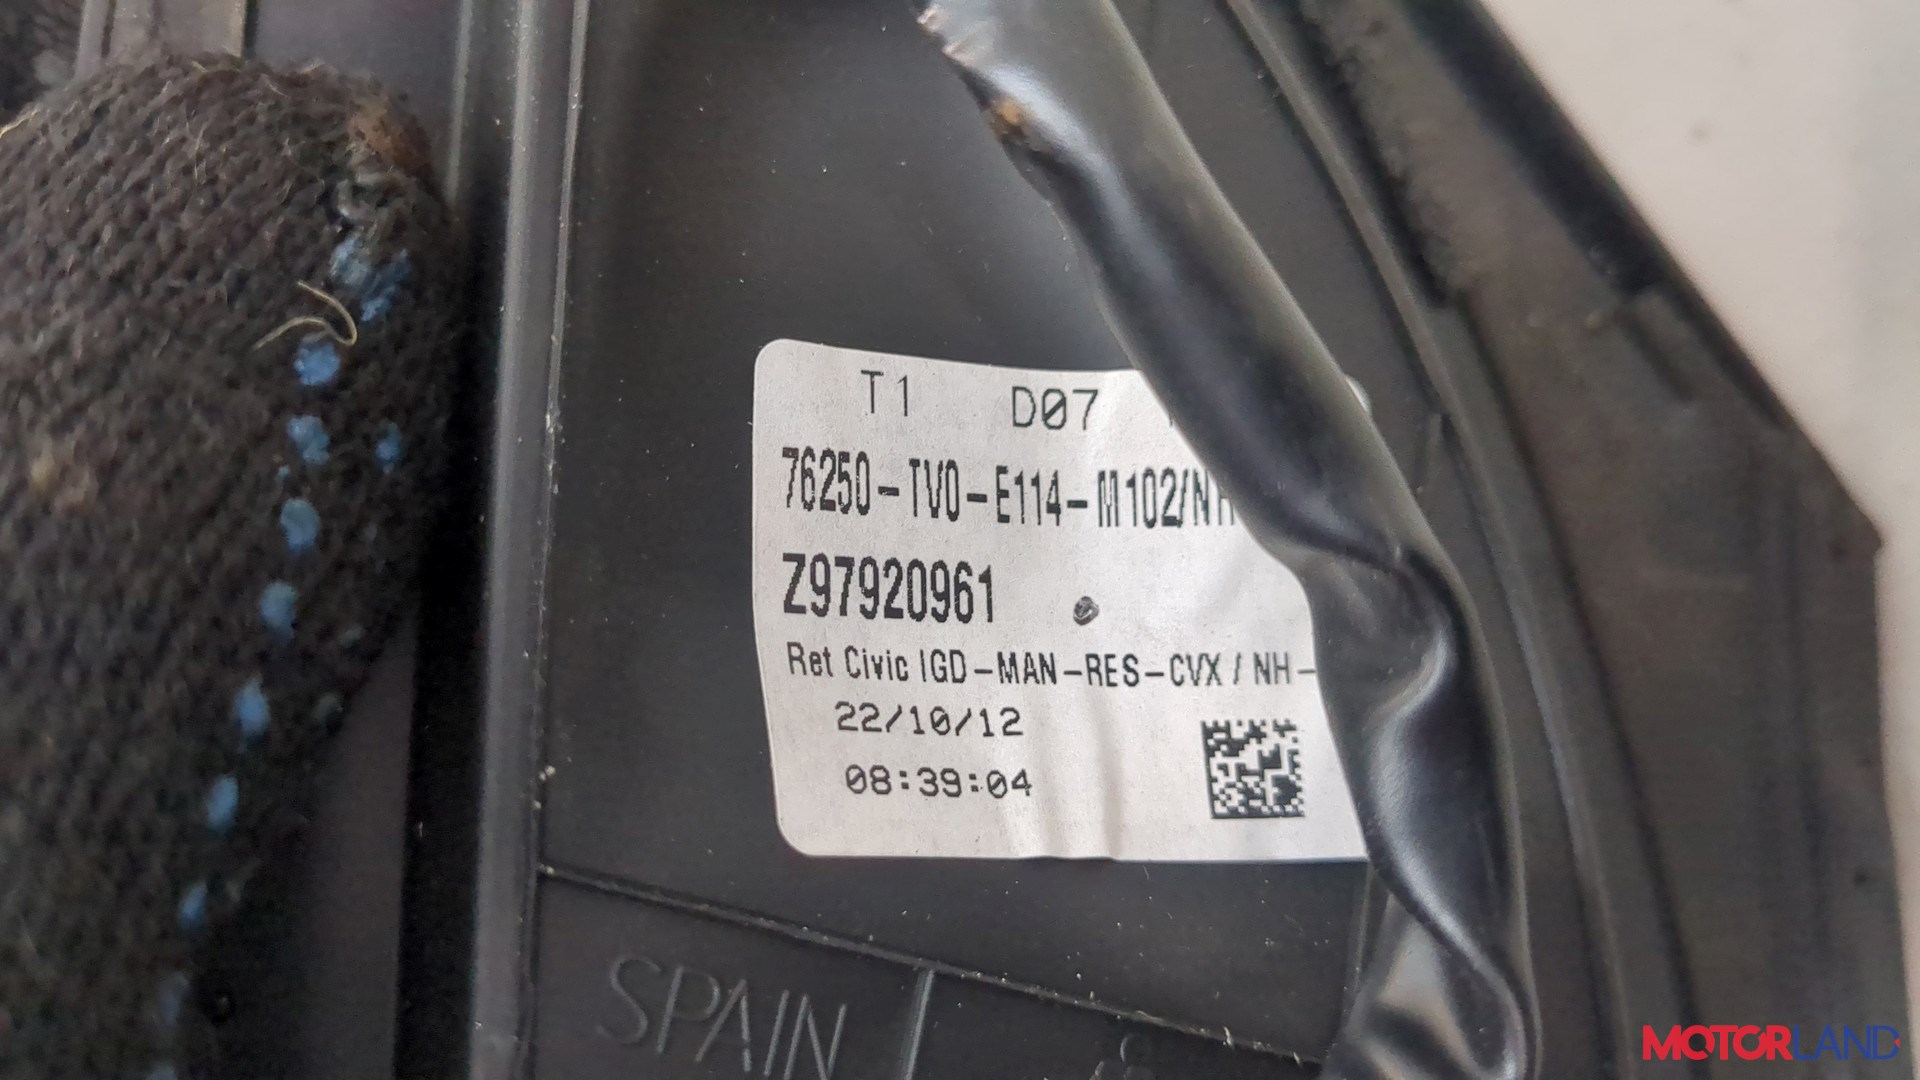 T1 D07
76250-TV0-E114-M102/NH
Z97920961
Ret Civic IGD-MAN-RES-CVX / NH-
22/10/12
08:39:04
SPAIN
MOTORLAND